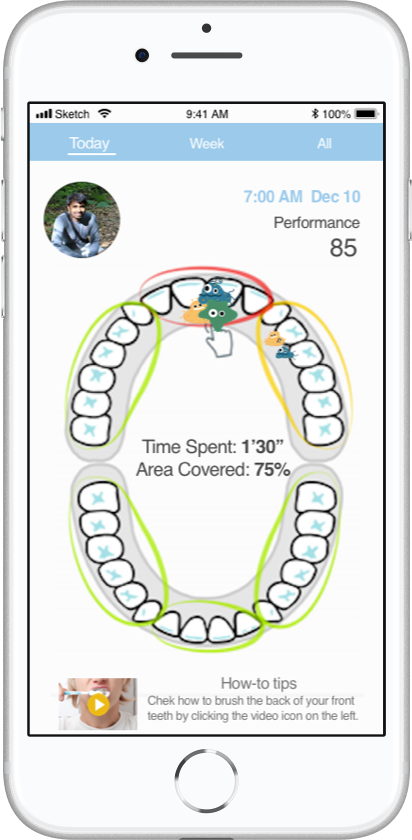 Sketch 9:41 AM 100%
Today Week All
7:00 AM Dec 10
Performance
85
Time Spent: 1’30”
Area Covered: 75%
How-to tips
Chek how to brush the back of your front
teeth by clicking the video icon on the left.